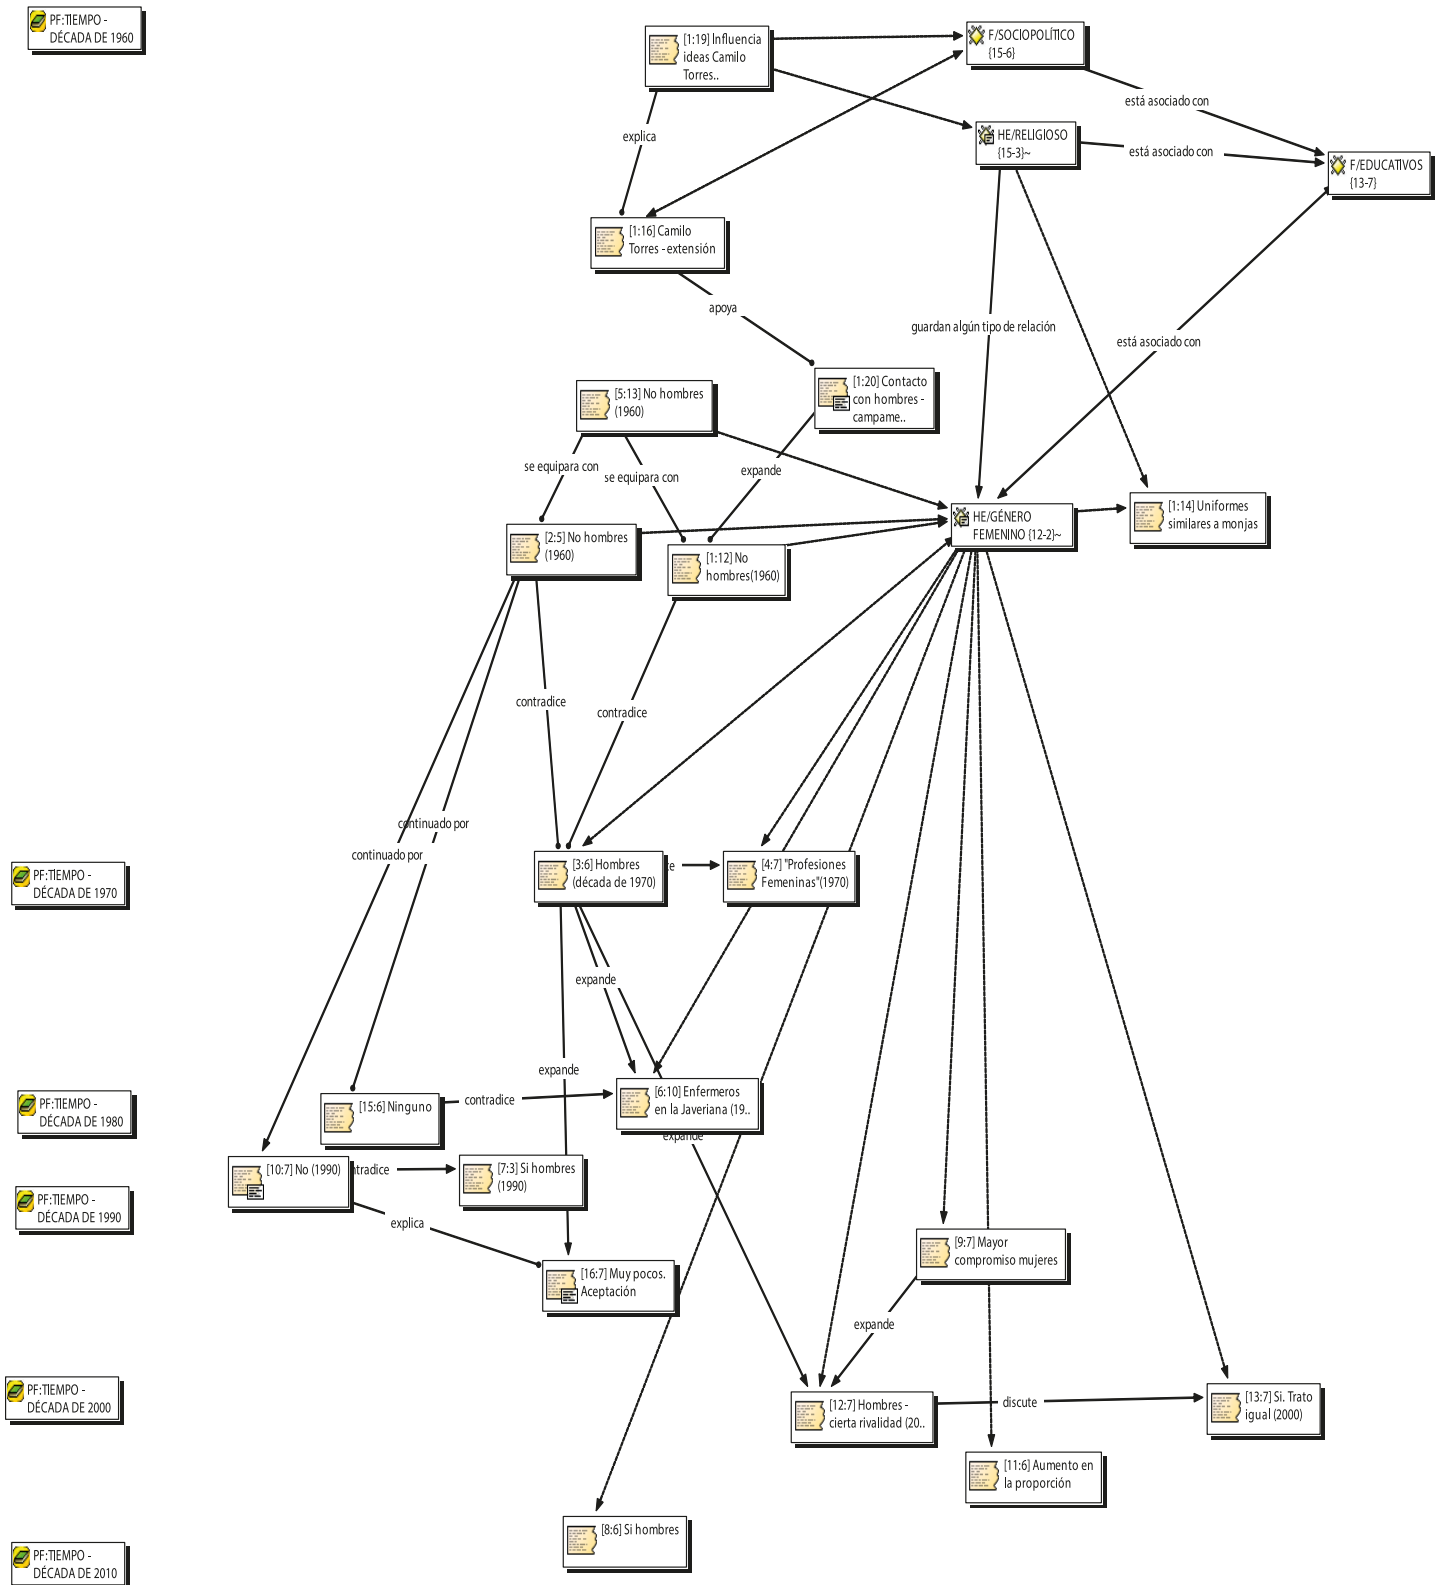 PF:TIEMPO -
DÉCADA DE 1960
[1:19] Influencia
ideas Camilo
Torres..
F/SOCIOPOLÍTICO
{15-6}
está asociado con
explica
HE/RELIGIOSO
{15-3}~
está asociado con
F/EDUCATIVOS
{13-7}
[1:16] Camilo
Torres - extensión
apoya
guardan algún tipo de relación
está asociado con
[1:20] Contacto
con hombres -
campame..
[5:13] No hombres
(1960)
se equipara con
se equipara con
expande
HE/GÉNERO
FEMENINO {12-2}~
[1:14] Uniformes
similares a monjas
[2:5] No hombres
(1960)
[1:12] No
hombres(1960)
contradice
contradice
continuado por
continuado por
PF:TIEMPO -
DÉCADA DE 1970
[3:6] Hombres
(década de 1970)
[4:7] "Profesiones
Femeninas"(1970)
expande
expande
PF:TIEMPO -
DÉCADA DE 1980
[15:6] Ninguno
contradice
[6:10] Enfermeros
en la Javeriana (19..
expande
[10:7] No (1990)
ntradice
[7:3] Si hombres
(1990)
PF:TIEMPO -
DÉCADA DE 1990
explica
[16:7] Muy pocos.
Aceptación
[9:7] Mayor
compromiso mujeres
expande
PF:TIEMPO -
DÉCADA DE 2000
[12:7] Hombres -
cierta rivalidad (20..
discute
[13:7] Si. Trato
igual (2000)
[11:6] Aumento en
la proporción
[8:6] Si hombres
PF:TIEMPO -
DÉCADA DE 2010